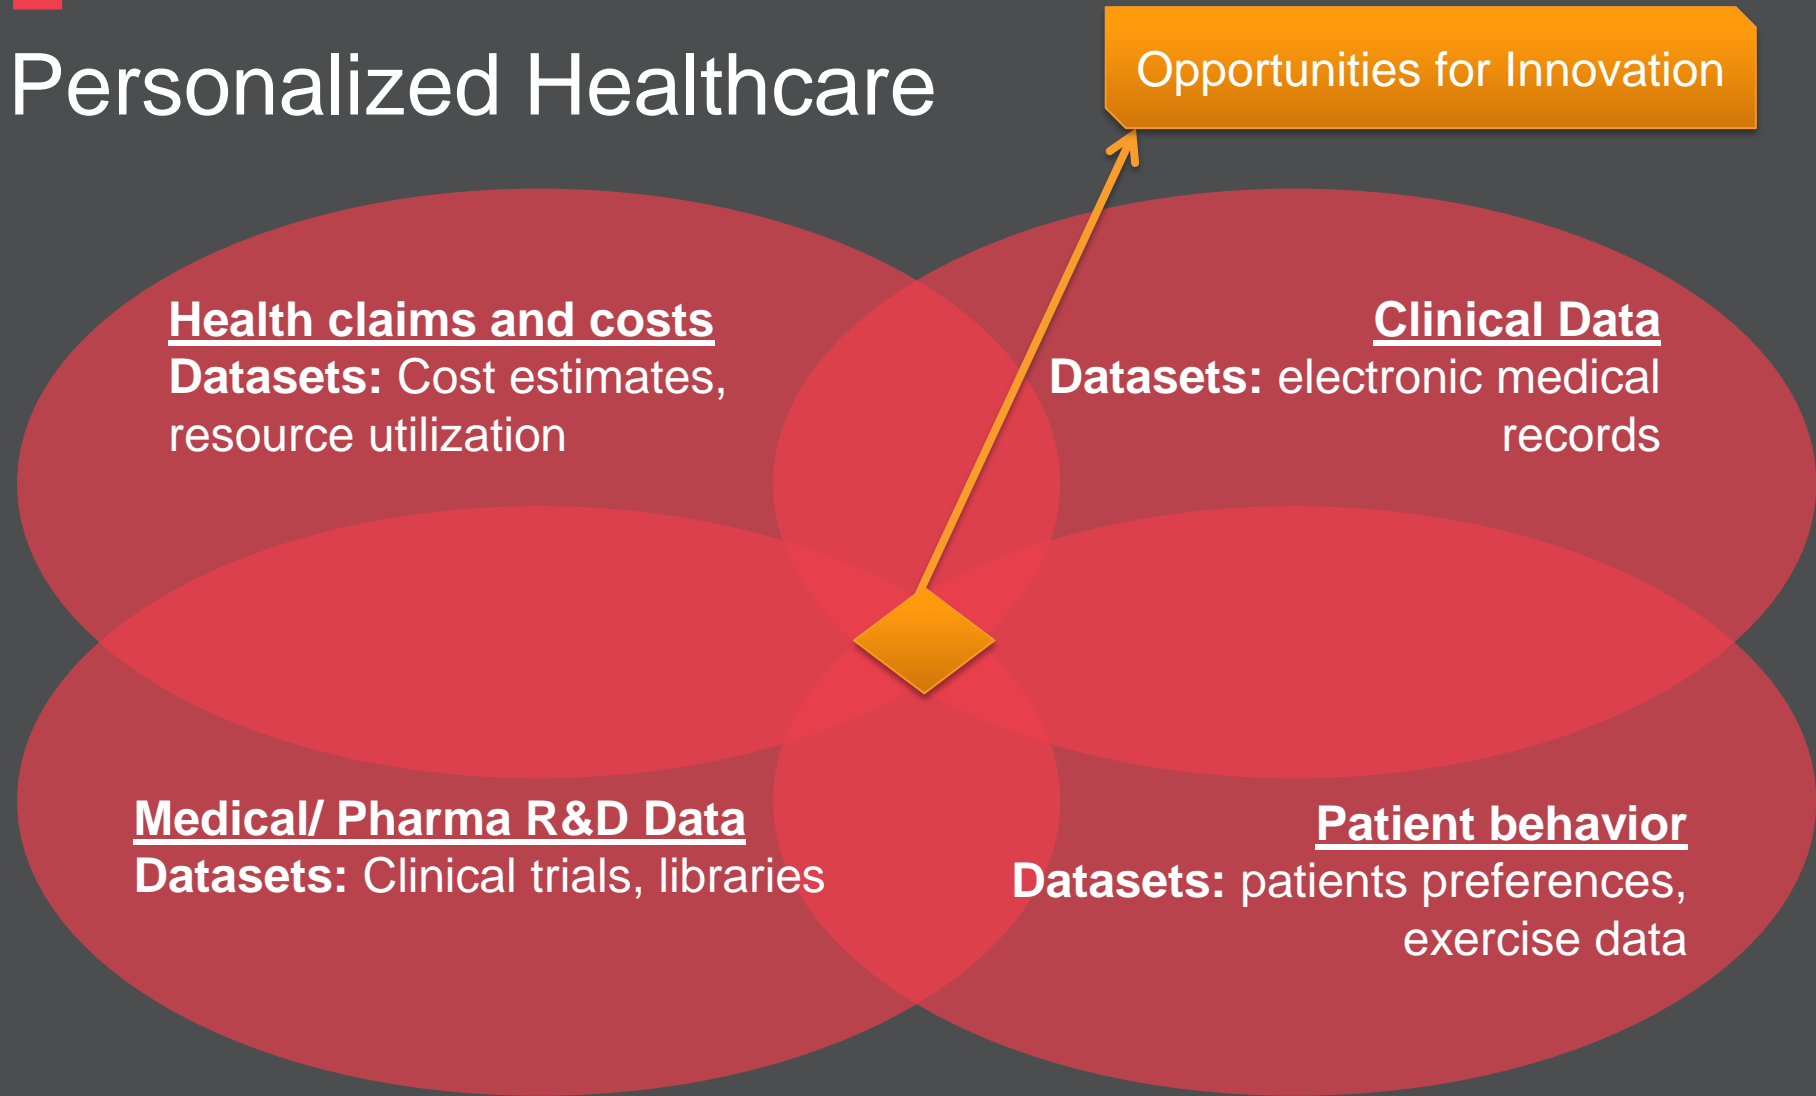 Personalized Healthcare
Opportunities for Innovation
Health claims and costs
Datasets: Cost estimates,
resource utilization
Clinical Data
Datasets: electronic medical
records
Medical/ Pharma R&D Data
Datasets: Clinical trials, libraries
Patient behavior
Datasets: patients preferences,
exercise data